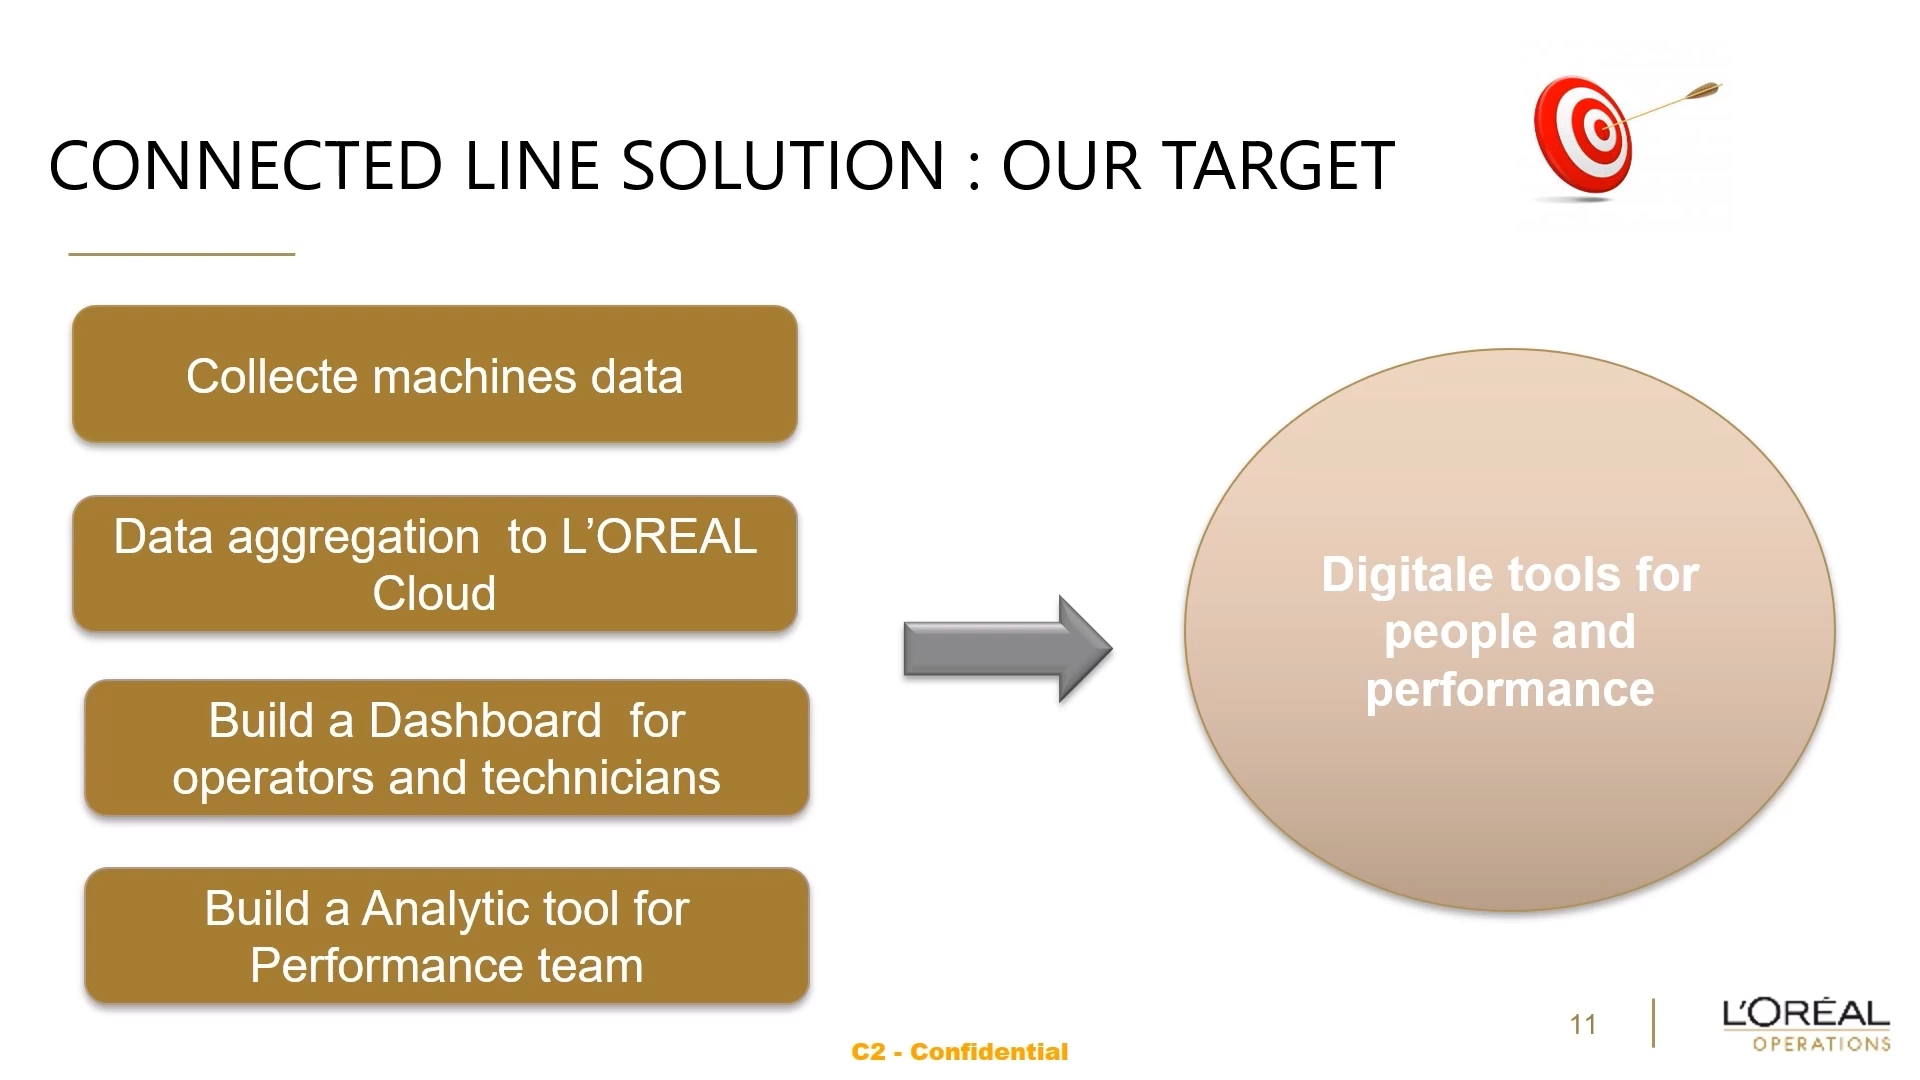 CONNECTED LINE SOLUTION : OUR TARGET
Collecte machines data
Data aggregation  to L’OREAL
Cloud
Build a Dashboard  for
operators and technicians
Build a Analytic tool for
Performance team
Digitale tools for
people and
performance
11
L'ORÉAL
OPERATIONS
C2 - Confidential